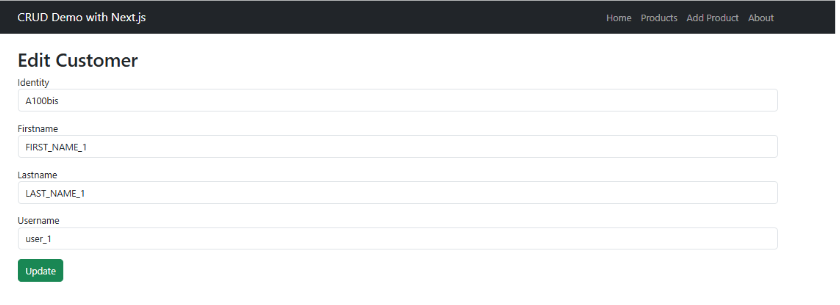 CRUD Demo with Next.js Home Products Add Product About
Edit Customer
Identity
A100bis
Firstname
FIRST_NAME_1
Lastname
LAST_NAME_1
Username
user_1
Update